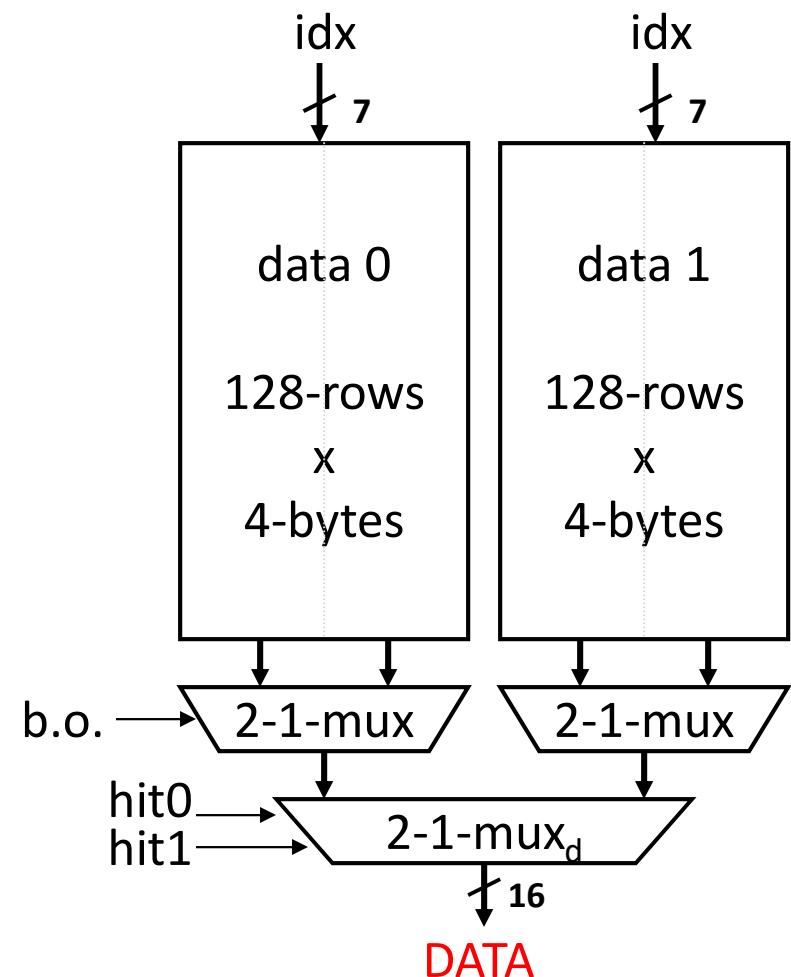 idx
idx
7
7
data 0
data 1
128-rows
x
4-bytes
128-rows
x
4-bytes
b.o.
2-1-mux
2-1-mux
hit0
hit1
2-1-muxd
16
DATA